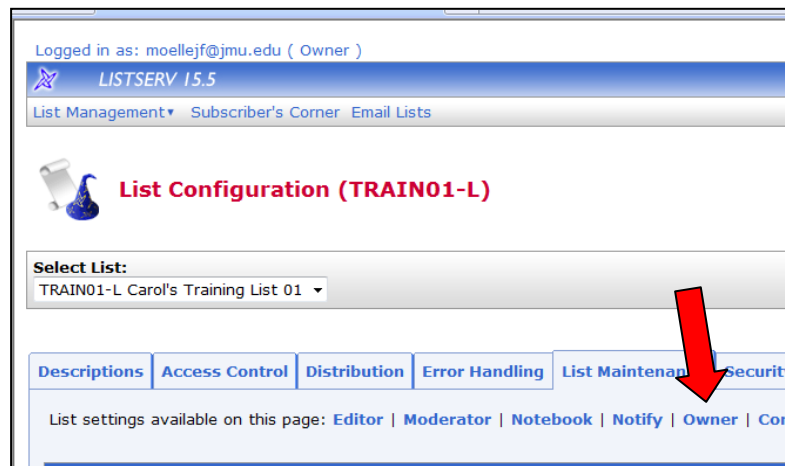 Logged in as: moellejf@jmu.edu ( Owner )
LISTSERV 15.5
List Management▾ Subscriber's Corner Email Lists
List Configuration (TRAIN01-L)
Select List:
TRAIN01-L Carol's Training List 01
Descriptions Access Control Distribution Error Handling List Maintenan Securit
List settings available on this page: Editor | Moderator | Notebook | Notify | Owner | Co